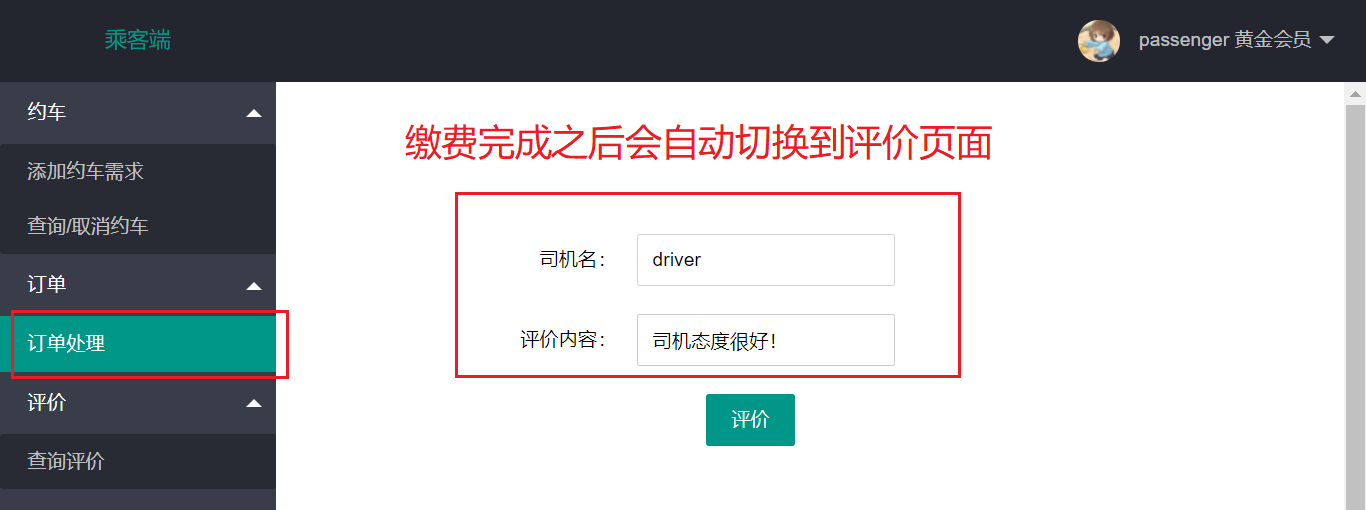 乘客端
passenger 黄金会员
约车
添加约车需求
查询/取消约车
订单
订单处理
评价
查询评价
缴费完成之后会自动切换到评价页面
司机名：
driver
评价内容：
司机态度很好！
评价